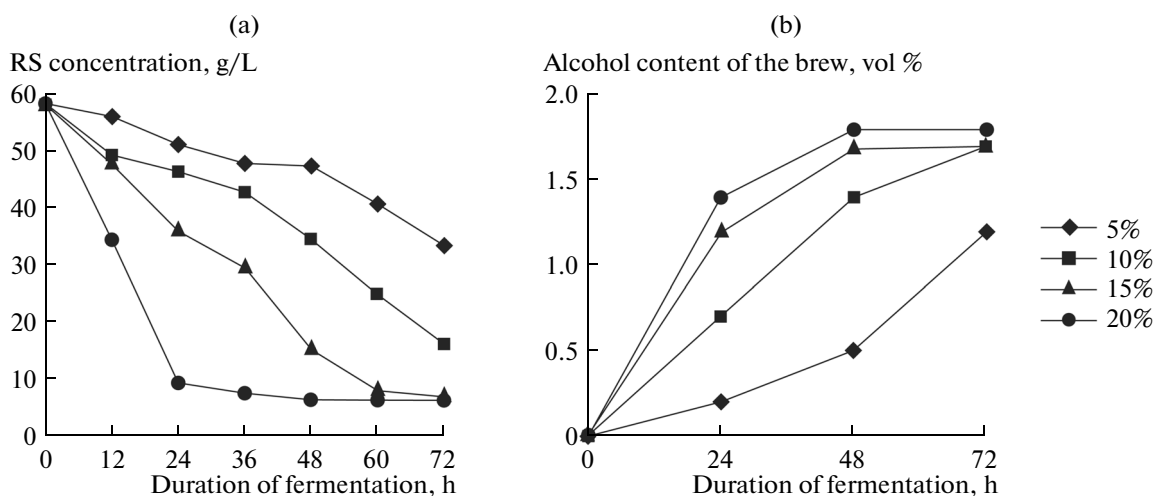 (a)
RS concentration, g/L
60
50
40
30
20
10
0
0 12 24 36 48 60 72
Duration of fermentation, h
(b)
Alcohol content of the brew, vol %
2.0
1.5
1.0
0.5
0
0 24 48 72
Duration of fermentation, h
5%
10%
15%
20%